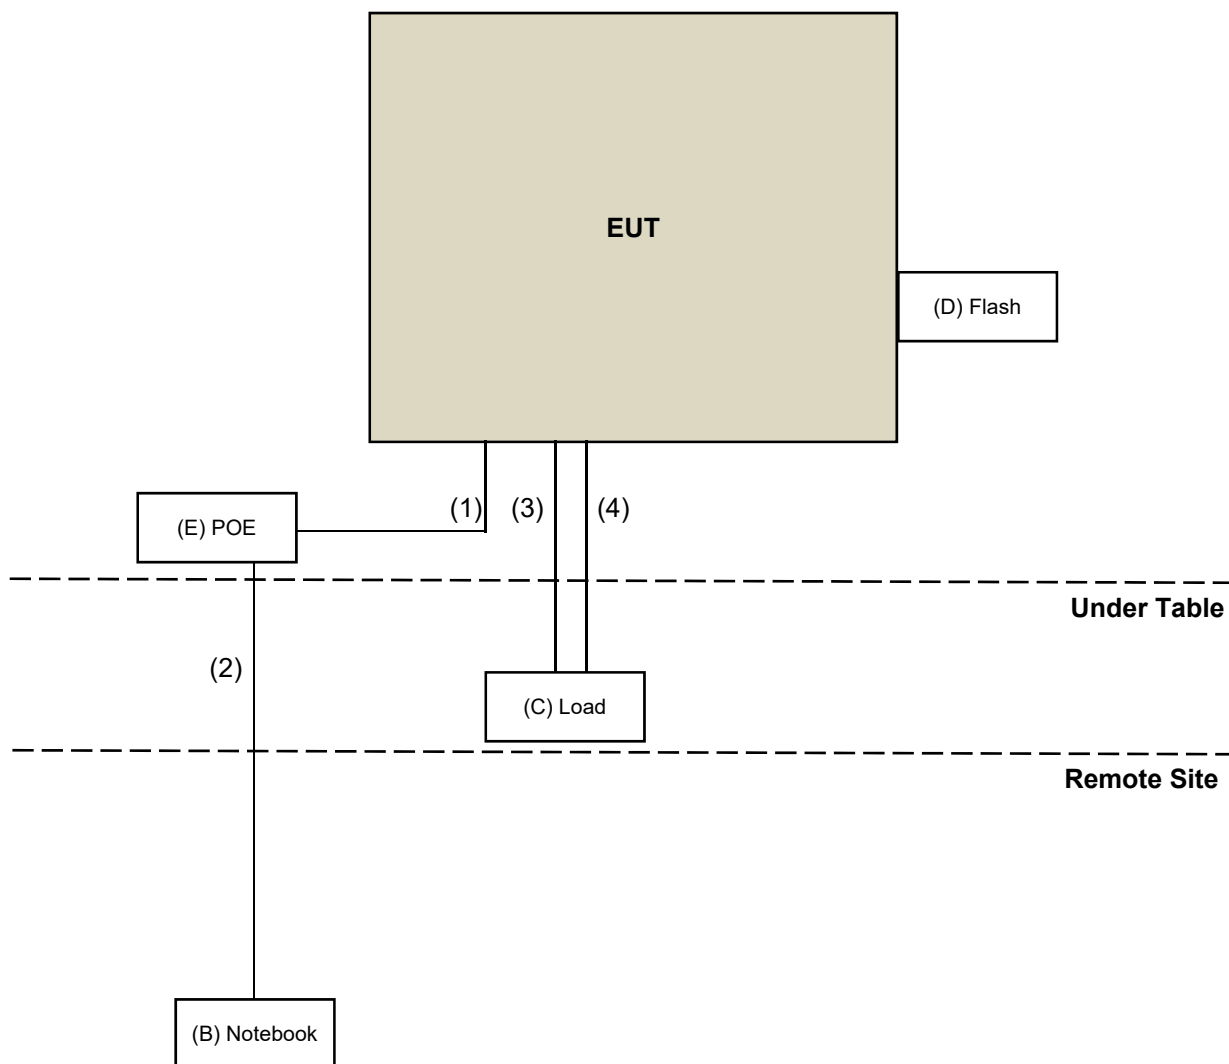 EUT
(D) Flash
(1)
(3)
(4)
(E) POE
Under Table
(2)
(C) Load
Remote Site
(B) Notebook